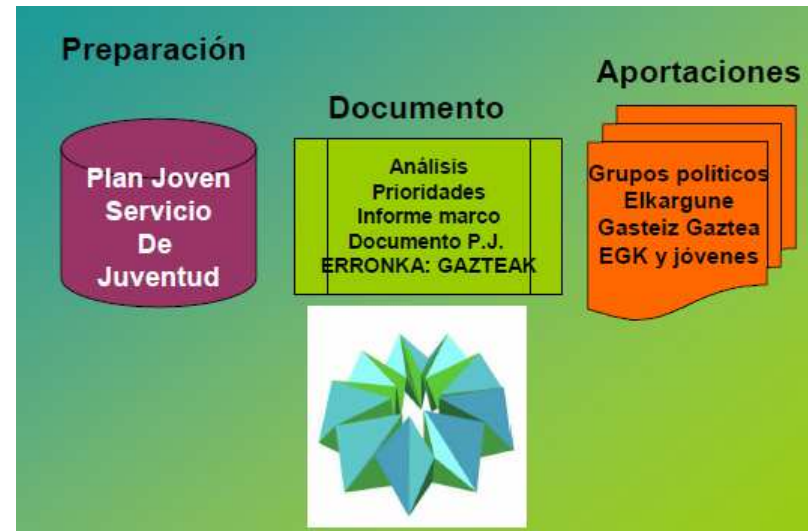 Preparación
Plan Joven
Servicio
De
Juventud
Documento
Análisis
Prioridades
Informe marco
Documento P.J.
ERRONKA: GAZTEAK
Aportaciones
Grupos políticos
Elkargune
Gasteiz Gaztea
EGK y jóvenes